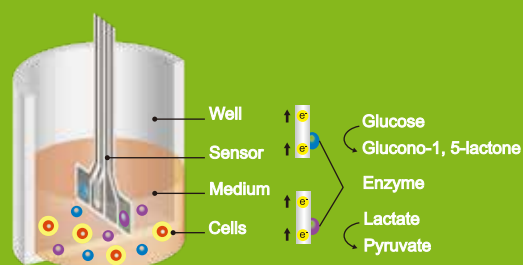 Well
Sensor
Medium
Cells
e-
e-
e-
e-
Glucose
Glucono-1, 5-lactone
Enzyme
Lactate
Pyruvate